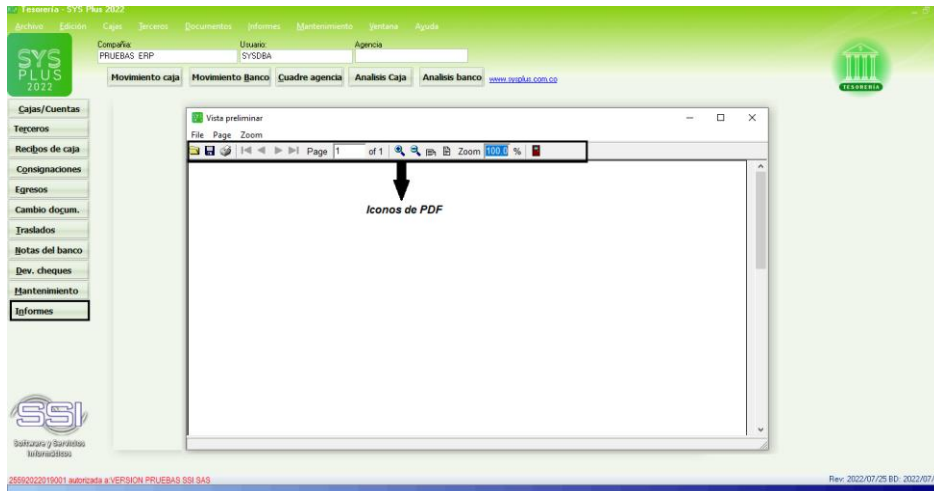 Tesorería - SYS Plus 2022
Archivo Edición Cajas Terceros Documentos Informes Mantenimiento Ventana Ayuda
Compañia: Usuario: Agencia
PRUEBAS ERP SYSDBA
SYS
PLUS
2022
Movimiento caja Movimiento Banco Cuadre agencia Analisis Caja Analisis banco www.sysplus.com.co
TESORERÍA
Cajas/Cuentas
Terceros
Recibos de caja
Consignaciones
Egresos
Cambio docum.
Traslados
Notas del banco
Dev. cheques
Mantenimiento
Informes
Vista preliminar
File Page Zoom
Page 1 of 1 Zoom 100.0 %
Iconos de PDF
SSI
Software y Servicios
Informáticos
25592022019001 autorizada a:VERSION PRUEBAS SSI SAS
Rev: 2022/07/25 BD: 2022/07/